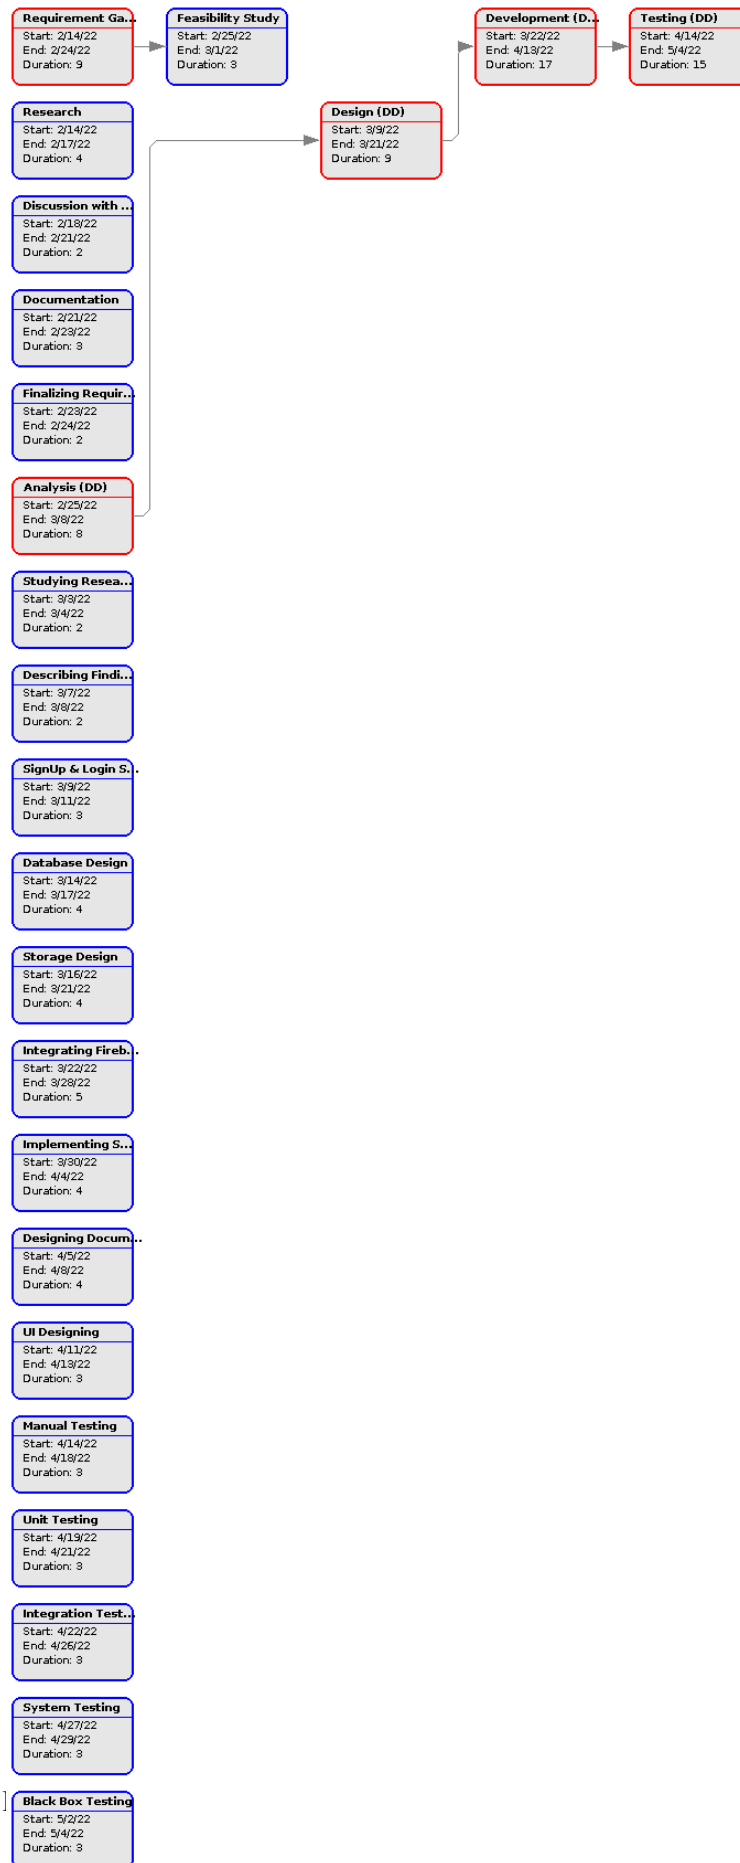 Requirement Ga...
Start: 2/14/22
End: 2/24/22
Duration: 9
Feasibility Study
Start: 2/25/22
End: 3/1/22
Duration: 3
Development (D...
Start: 3/22/22
End: 4/13/22
Duration: 17
Testing (DD)
Start: 4/14/22
End: 5/4/22
Duration: 15
Research
Start: 2/14/22
End: 2/17/22
Duration: 4
Design (DD)
Start: 3/9/22
End: 3/21/22
Duration: 9
Discussion with ...
Start: 2/18/22
End: 2/21/22
Duration: 2
Documentation
Start: 2/21/22
End: 2/23/22
Duration: 3
Finalizing Requir...
Start: 2/23/22
End: 2/24/22
Duration: 2
Analysis (DD)
Start: 2/25/22
End: 3/8/22
Duration: 8
Studying Resea...
Start: 3/3/22
End: 3/4/22
Duration: 2
Describing Findi...
Start: 3/7/22
End: 3/8/22
Duration: 2
SignUp & Login S...
Start: 3/9/22
End: 3/11/22
Duration: 3
Database Design
Start: 3/14/22
End: 3/17/22
Duration: 4
Storage Design
Start: 3/16/22
End: 3/21/22
Duration: 4
Integrating Fireb...
Start: 3/22/22
End: 3/28/22
Duration: 5
Implementing S...
Start: 3/30/22
End: 4/4/22
Duration: 4
Designing Docum...
Start: 4/5/22
End: 4/8/22
Duration: 4
UI Designing
Start: 4/11/22
End: 4/13/22
Duration: 3
Manual Testing
Start: 4/14/22
End: 4/18/22
Duration: 3
Unit Testing
Start: 4/19/22
End: 4/21/22
Duration: 3
Integration Test...
Start: 4/22/22
End: 4/26/22
Duration: 3
System Testing
Start: 4/27/22
End: 4/29/22
Duration: 3
Black Box Testing
Start: 5/2/22
End: 5/4/22
Duration: 3